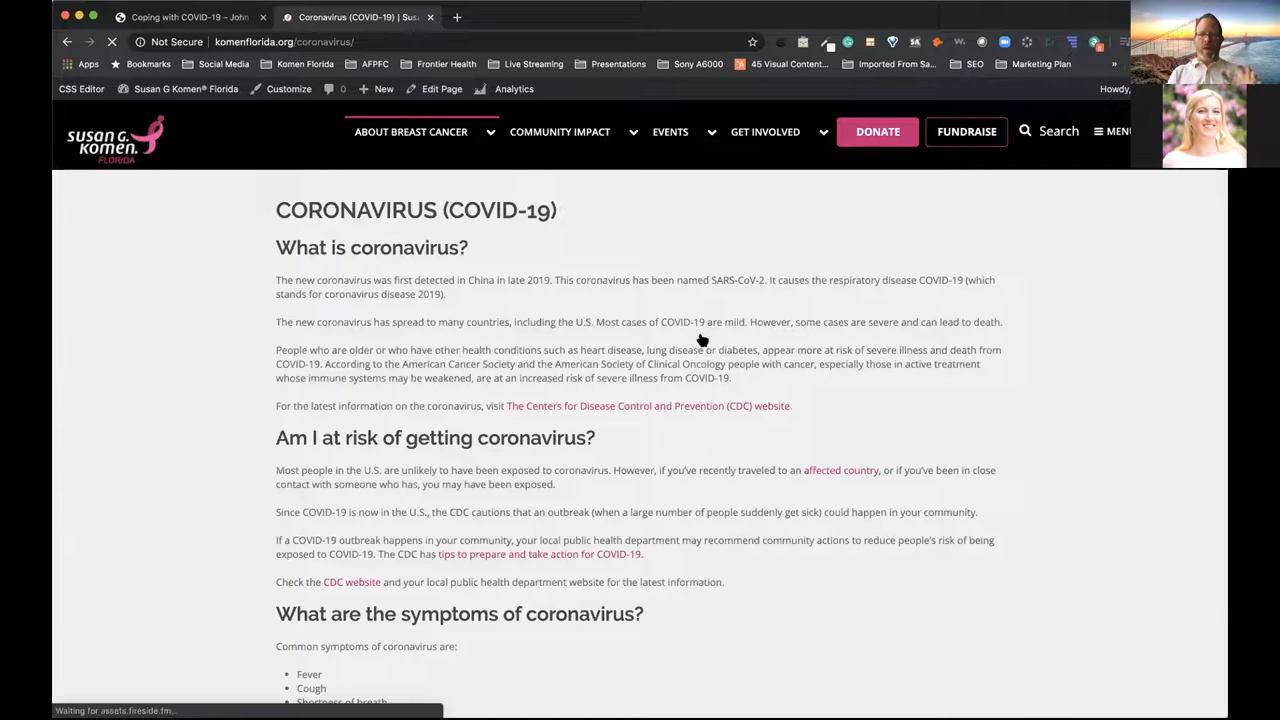 Coping with COVID-19 – John
Coronavirus (COVID-19) | Sus
Not Secure | komenflorida.org/coronavirus/
Apps Bookmarks Social Media Komen Florida AFPFC Frontier Health Live Streaming Presentations Sony A6000 45 Visual Content... Imported From Sa... SEO Marketing Plan »
CSS Editor Susan G Komen® Florida Customize 0 New Edit Page Analytics Howdy,
susan G.
komen.
FLORIDA
ABOUT BREAST CANCER COMMUNITY IMPACT EVENTS GET INVOLVED DONATE FUNDRAISE Search MENU
CORONAVIRUS (COVID-19)
What is coronavirus?
The new coronavirus was first detected in China in late 2019. This coronavirus has been named SARS-CoV-2. It causes the respiratory disease COVID-19 (which
stands for coronavirus disease 2019).
The new coronavirus has spread to many countries, including the U.S. Most cases of COVID-19 are mild. However, some cases are severe and can lead to death.
People who are older or who have other health conditions such as heart disease, lung disease or diabetes, appear more at risk of severe illness and death from
COVID-19. According to the American Cancer Society and the American Society of Clinical Oncology people with cancer, especially those in active treatment
whose immune systems may be weakened, are at an increased risk of severe illness from COVID-19.
For the latest information on the coronavirus, visit The Centers for Disease Control and Prevention (CDC) website.
Am I at risk of getting coronavirus?
Most people in the U.S. are unlikely to have been exposed to coronavirus. However, if you've recently traveled to an affected country, or if you've been in close
contact with someone who has, you may have been exposed.
Since COVID-19 is now in the U.S., the CDC cautions that an outbreak (when a large number of people suddenly get sick) could happen in your community.
If a COVID-19 outbreak happens in your community, your local public health department may recommend community actions to reduce people's risk of being
exposed to COVID-19. The CDC has tips to prepare and take action for COVID-19.
Check the CDC website and your local public health department website for the latest information.
What are the symptoms of coronavirus?
Common symptoms of coronavirus are:
• Fever
• Cough
• Shortness of breath
Waiting for assets.fireside.fm...